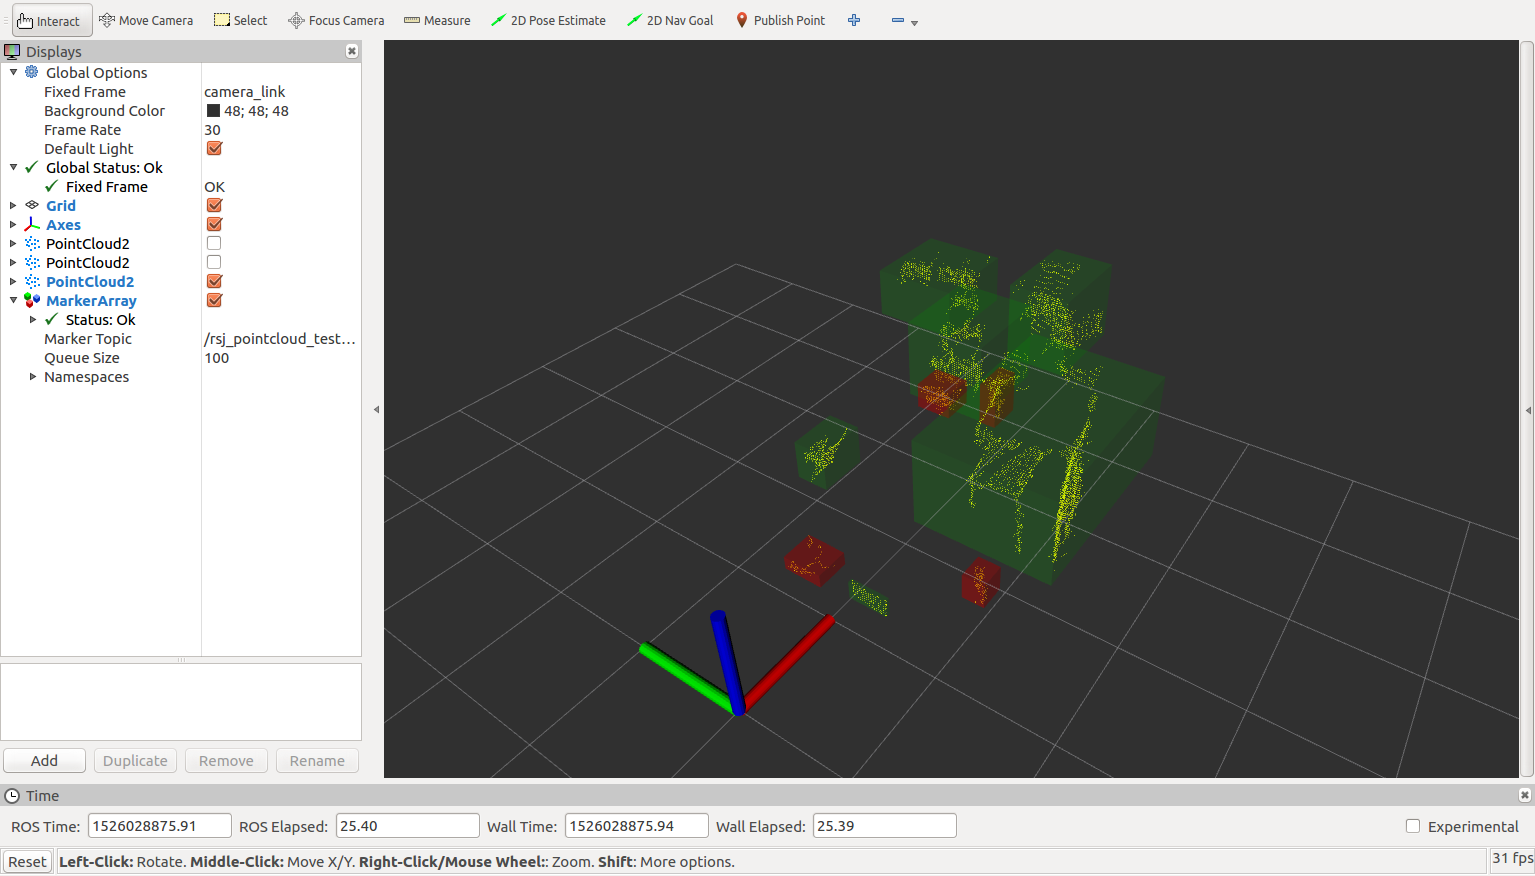 Interact Move Camera Select Focus Camera Measure 2D Pose Estimate 2D Nav Goal Publish Point
Displays
Global Options
Fixed Frame camera_link
Background Color 48; 48; 48
Frame Rate 30
Default Light
Global Status: Ok
Fixed Frame OK
Grid
Axes
PointCloud2
PointCloud2
PointCloud2
MarkerArray
Status: Ok
Marker Topic /rsj_pointcloud_test...
Queue Size 100
Namespaces
Add Duplicate Remove Rename
Time
ROS Time: 1526028875.91 ROS Elapsed: 25.40 Wall Time: 1526028875.94 Wall Elapsed: 25.39 Experimental
Reset Left-Click: Rotate. Middle-Click: Move X/Y. Right-Click/Mouse Wheel:: Zoom. Shift: More options. 31 fps